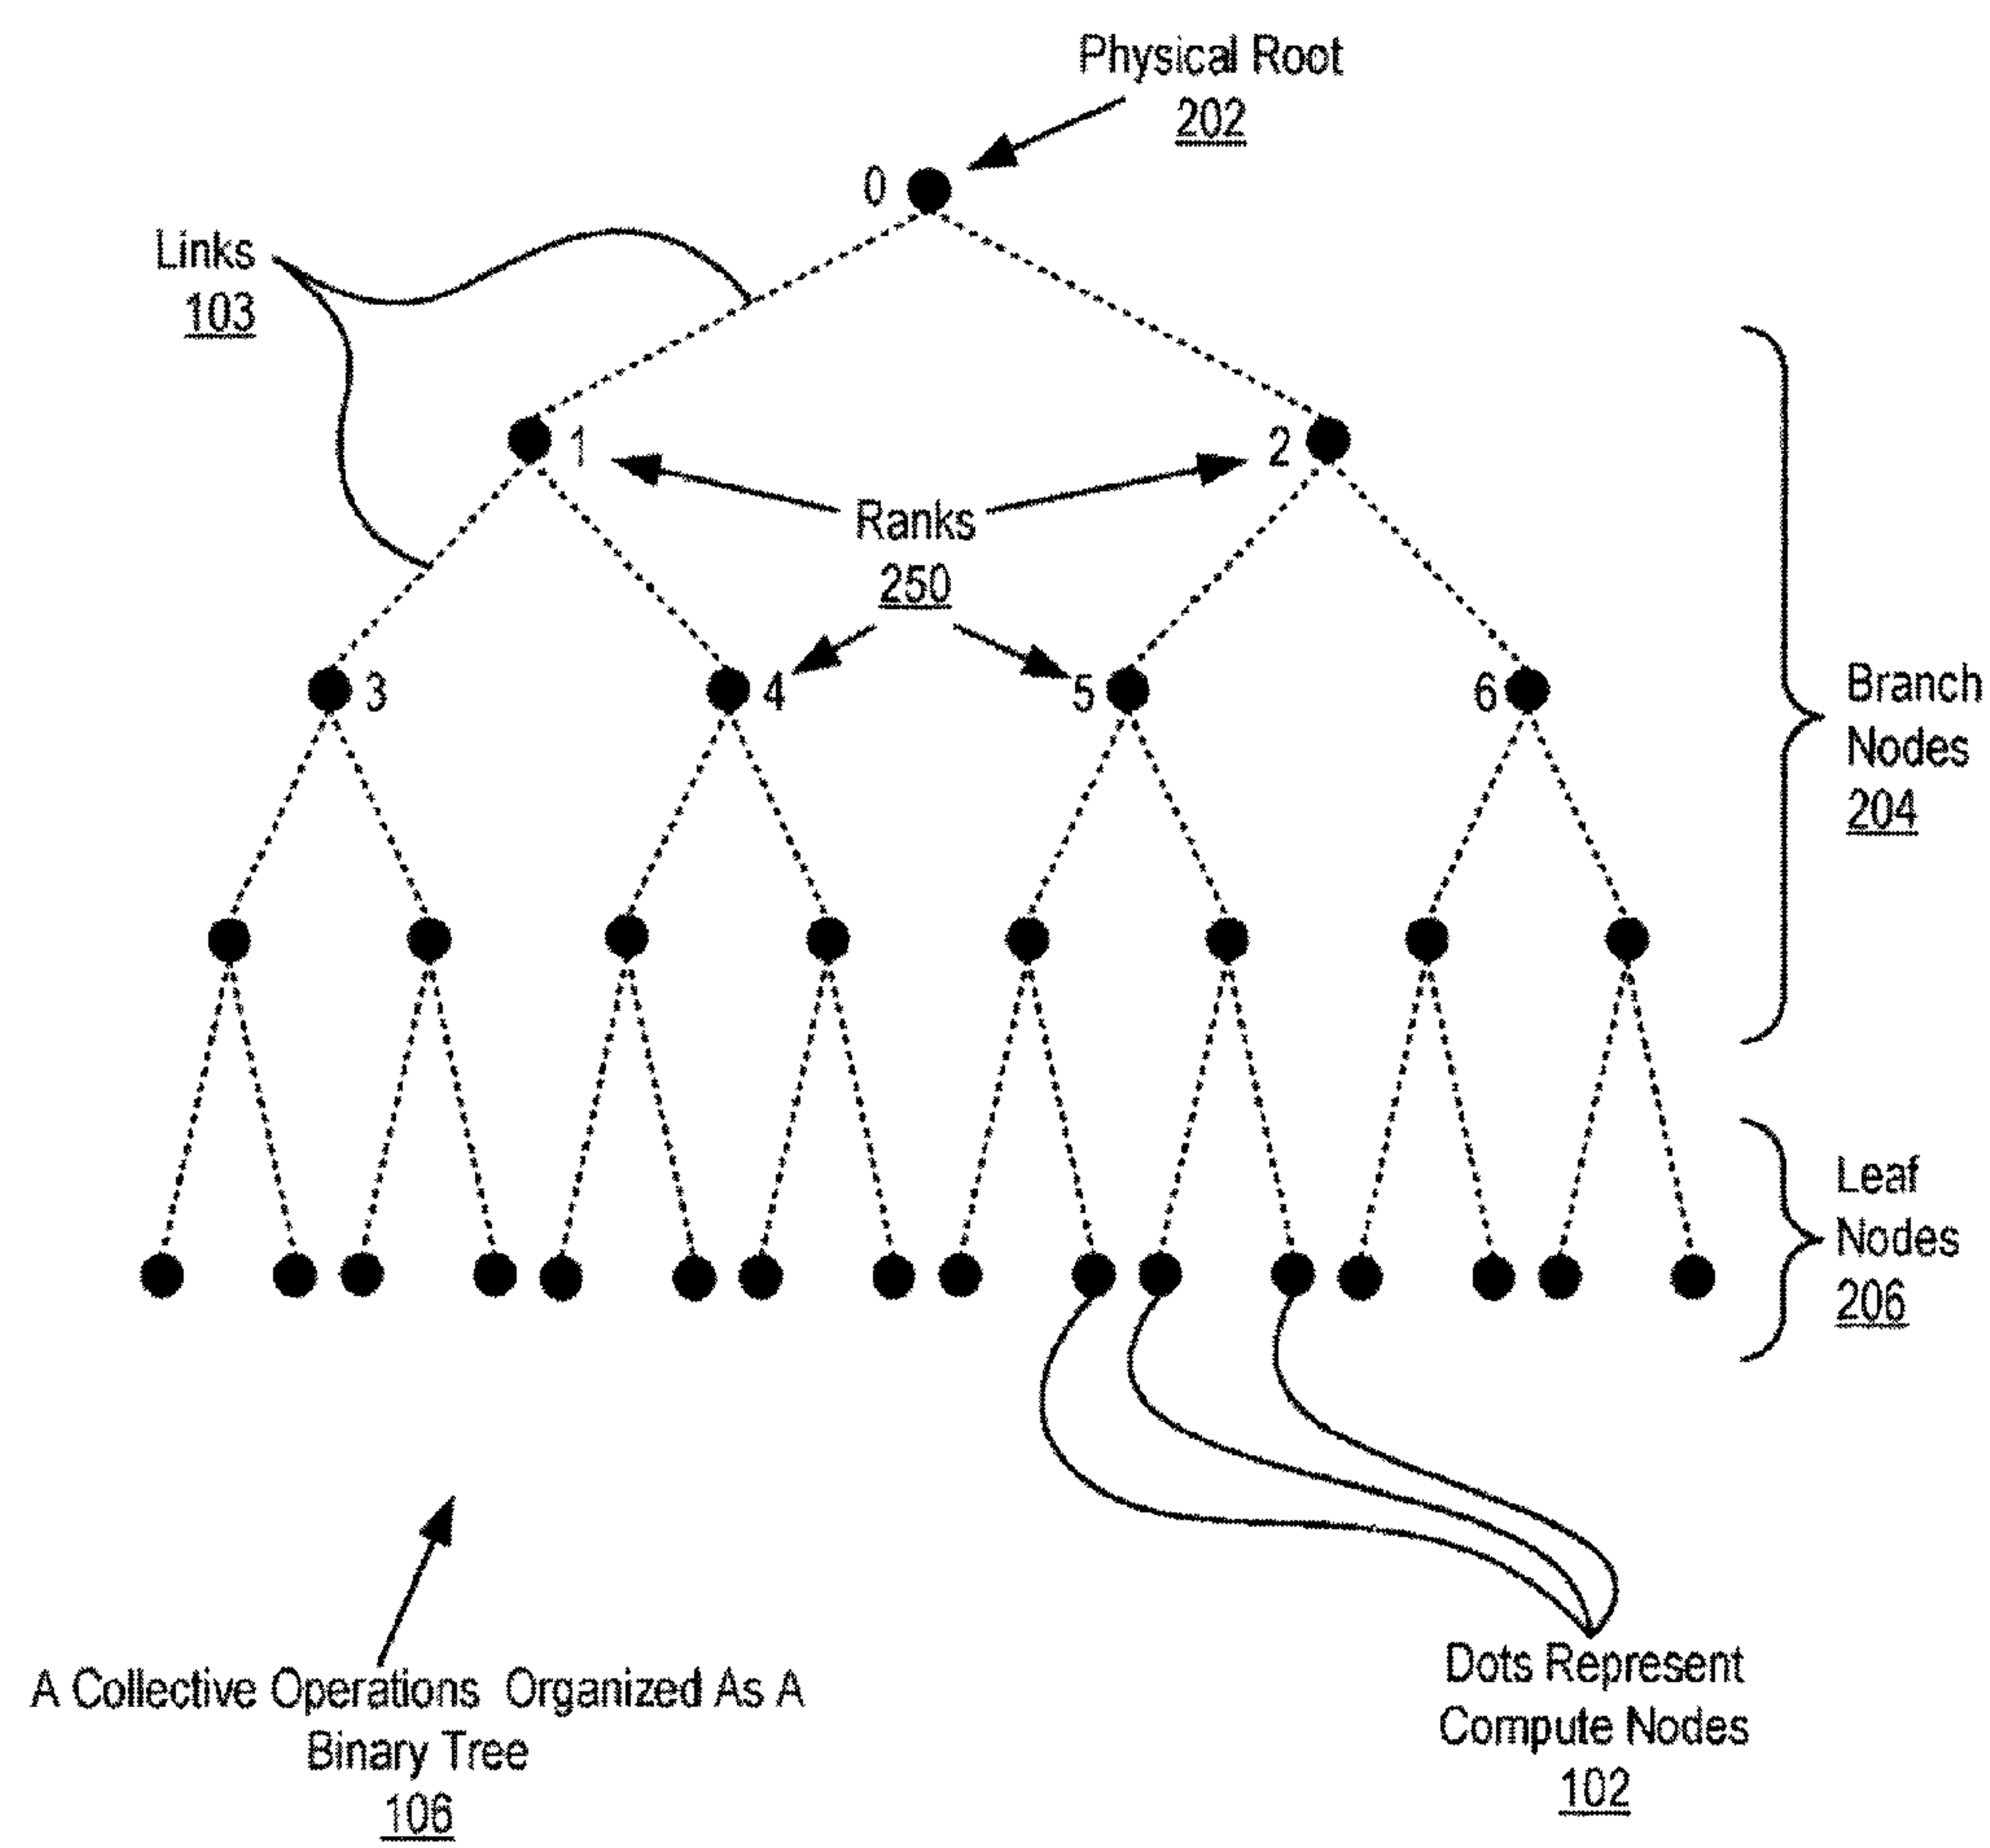 Physical Root
202
0
Links
103
1
2
Ranks
250
3
4
5
6
Branch
Nodes
204
Leaf
Nodes
206
A Collective Operations Organized As A
Binary Tree
106
Dots Represent
Compute Nodes
102